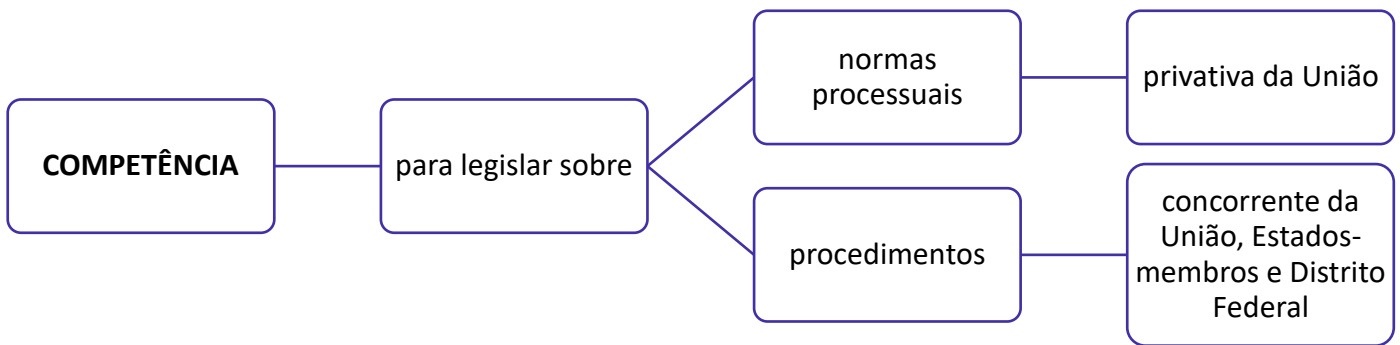 COMPETÊNCIA
para legislar sobre
normas
processuais
privativa da União
procedimentos
concorrente da
União, Estados-
membros e Distrito
Federal